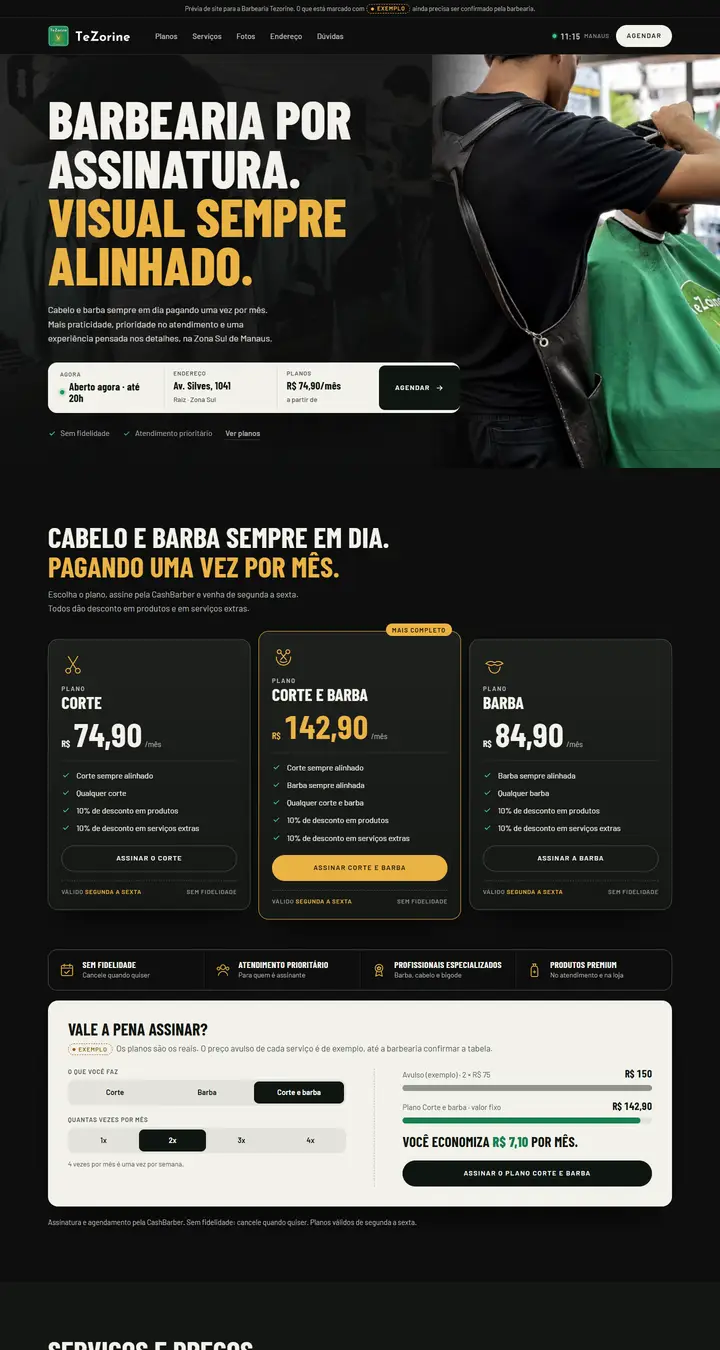 Prévia de site para a Barbearia Tezorine. O que está marcado com EXEMPLO ainda precisa ser confirmado pela barbearia.
TeZorine Planos Serviços Fotos Endereço Dúvidas 11:15 MANAUS AGENDAR
BARBEARIA POR
ASSINATURA.
VISUAL SEMPRE
ALINHADO.
Cabelo e barba sempre em dia pagando uma vez por mês.
Mais praticidade, prioridade no atendimento e uma
experiência pensada nos detalhes, na Zona Sul de Manaus.
AGORA
Aberto agora · até
20h
ENDEREÇO
Av. Silves, 1041
Raiz · Zona Sul
PLANOS
R$ 74,90/mês
a partir de
AGENDAR →
Sem fidelidade Atendimento prioritário Ver planos
CABELO E BARBA SEMPRE EM DIA.
PAGANDO UMA VEZ POR MÊS.
Escolha o plano, assine pela CashBarber e venha de segunda a sexta.
Todos dão desconto em produtos e em serviços extras.
PLANO
CORTE
R$ 74,90 /mês
Corte sempre alinhado
Qualquer corte
10% de desconto em produtos
10% de desconto em serviços extras
ASSINAR O CORTE
VÁLIDO SEGUNDA A SEXTA SEM FIDELIDADE
MAIS COMPLETO
PLANO
CORTE E BARBA
R$ 142,90 /mês
Corte sempre alinhado
Barba sempre alinhada
Qualquer corte e barba
10% de desconto em produtos
10% de desconto em serviços extras
ASSINAR CORTE E BARBA
VÁLIDO SEGUNDA A SEXTA SEM FIDELIDADE
PLANO
BARBA
R$ 84,90 /mês
Barba sempre alinhada
Qualquer barba
10% de desconto em produtos
10% de desconto em serviços extras
ASSINAR A BARBA
VÁLIDO SEGUNDA A SEXTA SEM FIDELIDADE
SEM FIDELIDADE
Cancele quando quiser
ATENDIMENTO PRIORITÁRIO
Para quem é assinante
PROFISSIONAIS ESPECIALIZADOS
Barba, cabelo e bigode
PRODUTOS PREMIUM
No atendimento e na loja
VALE A PENA ASSINAR?
EXEMPLO Os planos são os reais. O preço avulso de cada serviço é de exemplo, até a barbearia confirmar a tabela.
O QUE VOCÊ FAZ
Corte Barba Corte e barba
QUANTAS VEZES POR MÊS
1x 2x 3x 4x
4 vezes por mês é uma vez por semana.
Avulso (exemplo) · 2 × R$ 75 R$ 150
Plano Corte e barba · valor fixo R$ 142,90
VOCÊ ECONOMIZA R$ 7,10 POR MÊS.
ASSINAR O PLANO CORTE E BARBA
Assinatura e agendamento pela CashBarber. Sem fidelidade: cancele quando quiser. Planos válidos de segunda a sexta.
SERVIÇOS E PREÇOS